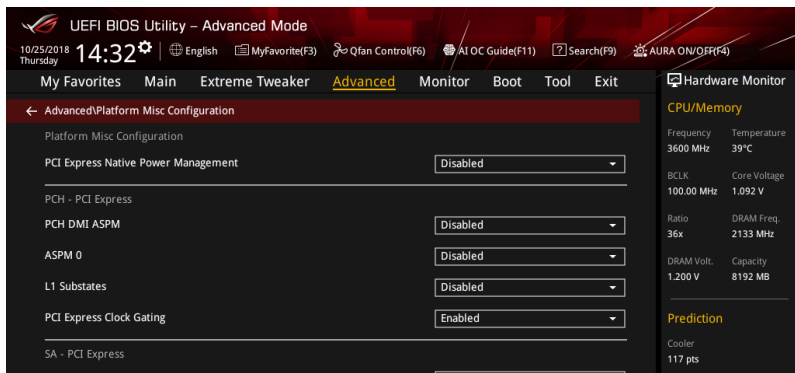 UEFI BIOS Utility – Advanced Mode
10/25/2018 Thursday 14:32 English MyFavorite(F3) Qfan Control(F6) AI OC Guide(F11) Search(F9) AURA ON/OFF(F4)
My Favorites Main Extreme Tweaker Advanced Monitor Boot Tool Exit
← Advanced\Platform Misc Configuration
Platform Misc Configuration
PCI Express Native Power Management Disabled
PCH - PCI Express
PCH DMI ASPM Disabled
ASPM 0 Disabled
L1 Substates Disabled
PCI Express Clock Gating Enabled
SA - PCI Express
Hardware Monitor
CPU/Memory
Frequency Temperature
3600 MHz 39°C
BCLK Core Voltage
100.00 MHz 1.092 V
Ratio DRAM Freq.
36x 2133 MHz
DRAM Volt. Capacity
1.200 V 8192 MB
Prediction
Cooler
117 pts